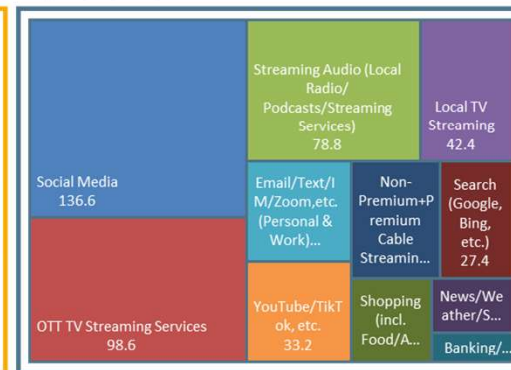 Social Media
136.6
OTT TV Streaming Services
98.6
Streaming Audio (Local
Radio/
Podcasts/Streaming
Services)
78.8
Local TV
Streaming
42.4
Email/Text/I
M/Zoom,etc.
(Personal &
Work)...
Non-
Premium+P
remium
Cable
Streamin...
Search
(Google,
Bing,
etc.)
27.4
YouTube/TikT
ok, etc.
33.2
Shopping
(incl.
Food/A...
News/We
ather/S...
Banking/...